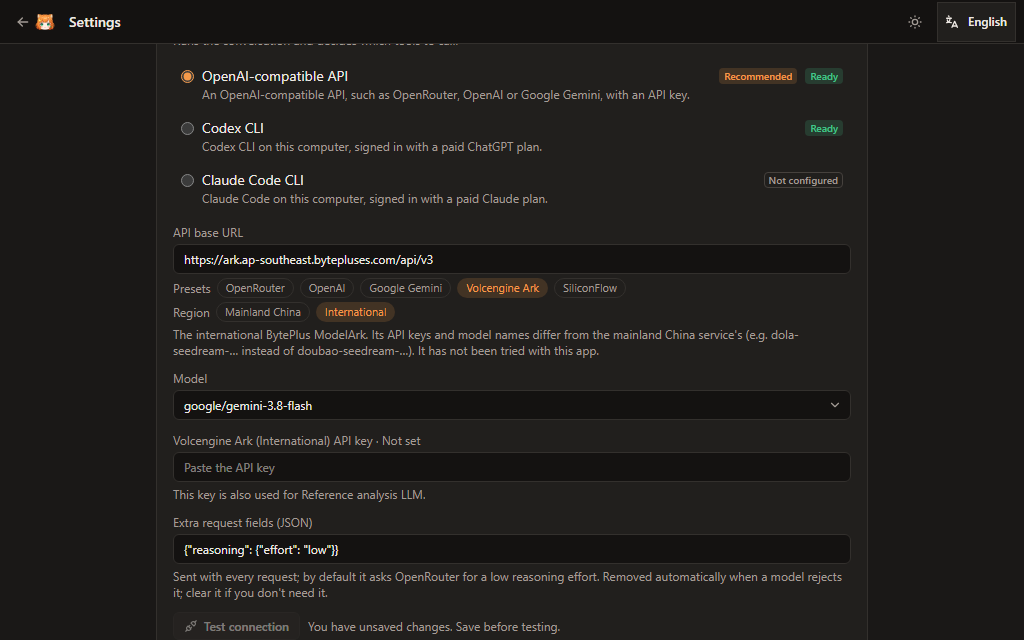 Settings
English
OpenAI-compatible API
Recommended
Ready
An OpenAI-compatible API, such as OpenRouter, OpenAI or Google Gemini, with an API key.
Codex CLI
Ready
Codex CLI on this computer, signed in with a paid ChatGPT plan.
Claude Code CLI
Not configured
Claude Code on this computer, signed in with a paid Claude plan.
API base URL
https://ark.ap-southeast.bytepluses.com/api/v3
Presets OpenRouter OpenAI Google Gemini Volcengine Ark SiliconFlow
Region Mainland China International
The international BytePlus ModelArk. Its API keys and model names differ from the mainland China service's (e.g. dola-
seedream-... instead of doubao-seedream-...). It has not been tried with this app.
Model
google/gemini-3.8-flash
Volcengine Ark (International) API key · Not set
Paste the API key
This key is also used for Reference analysis LLM.
Extra request fields (JSON)
{"reasoning": {"effort": "low"}}
Sent with every request; by default it asks OpenRouter for a low reasoning effort. Removed automatically when a model rejects
it; clear it if you don't need it.
Test connection
You have unsaved changes. Save before testing.